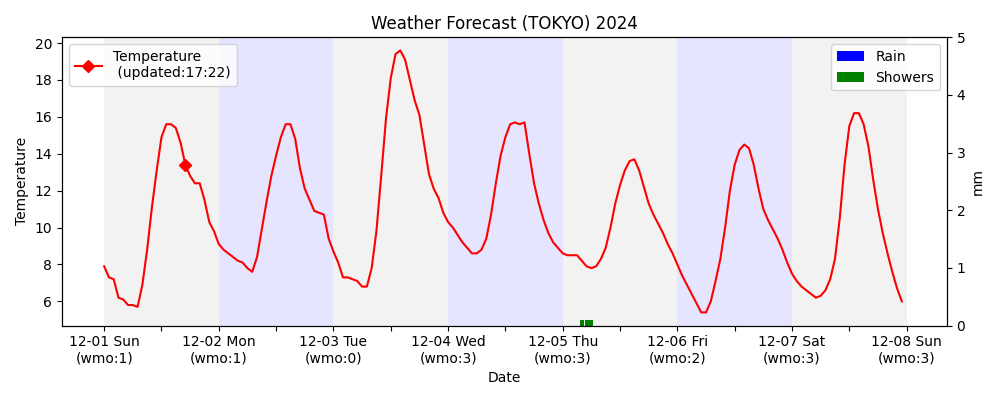 Weather Forecast (TOKYO) 2024
Temperature
(updated:17:22)
Rain
Showers
20
18
16
14
12
10
8
6
Temperature
5
4
3
2
1
0
mm
12-01 Sun
(wmo:1)
12-02 Mon
(wmo:1)
12-03 Tue
(wmo:0)
12-04 Wed
(wmo:3)
12-05 Thu
(wmo:3)
12-06 Fri
(wmo:2)
12-07 Sat
(wmo:3)
12-08 Sun
(wmo:3)
Date